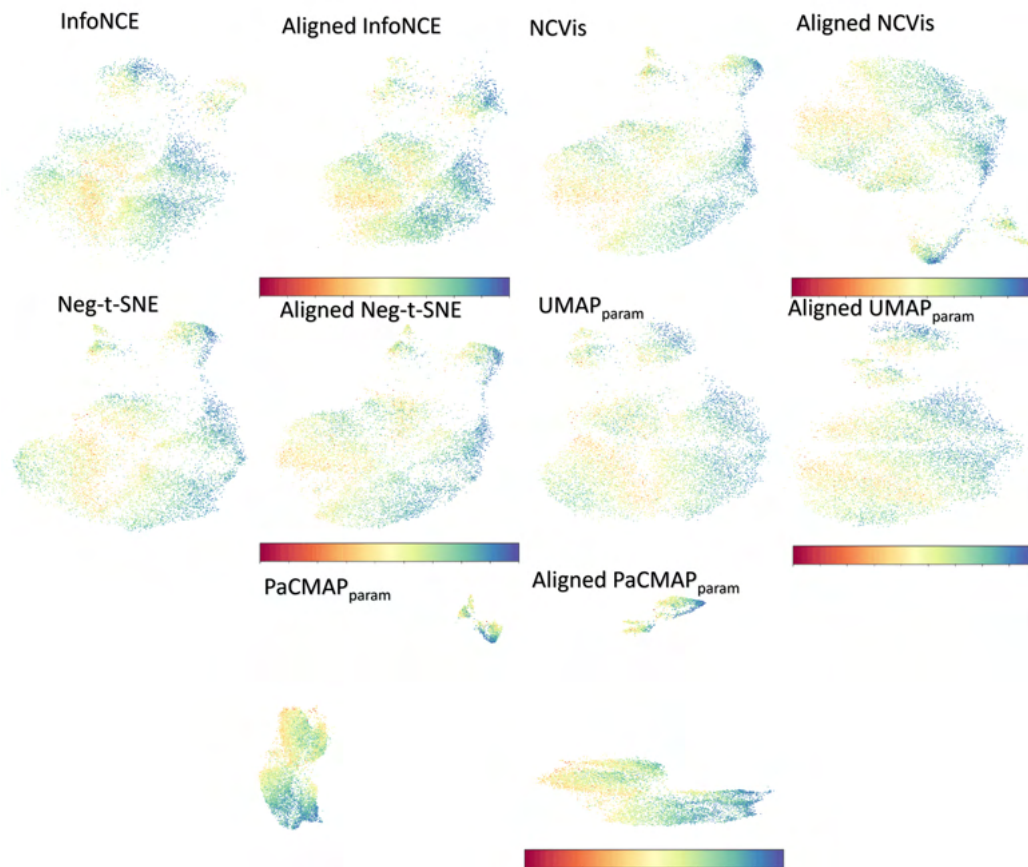 InfoNCE
Aligned InfoNCE
NCVis
Aligned NCVis
Neg-t-SNE
Aligned Neg-t-SNE
UMAPparam
Aligned UMAPparam
PaCMAPparam
Aligned PaCMAPparam